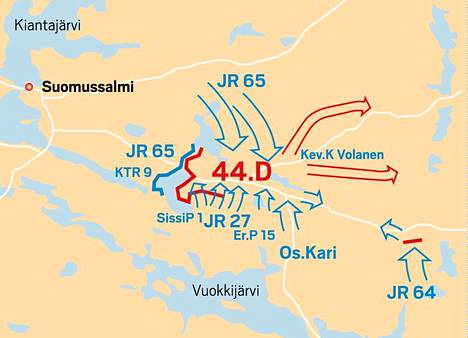 Kiantajärvi
Suomussalmi
JR 65
JR 65
KTR 9
Kev.K Volanen
44.D
SissiP 1
JR 27
Er.P 15
Os.Kari
Vuokkijärvi
JR 64